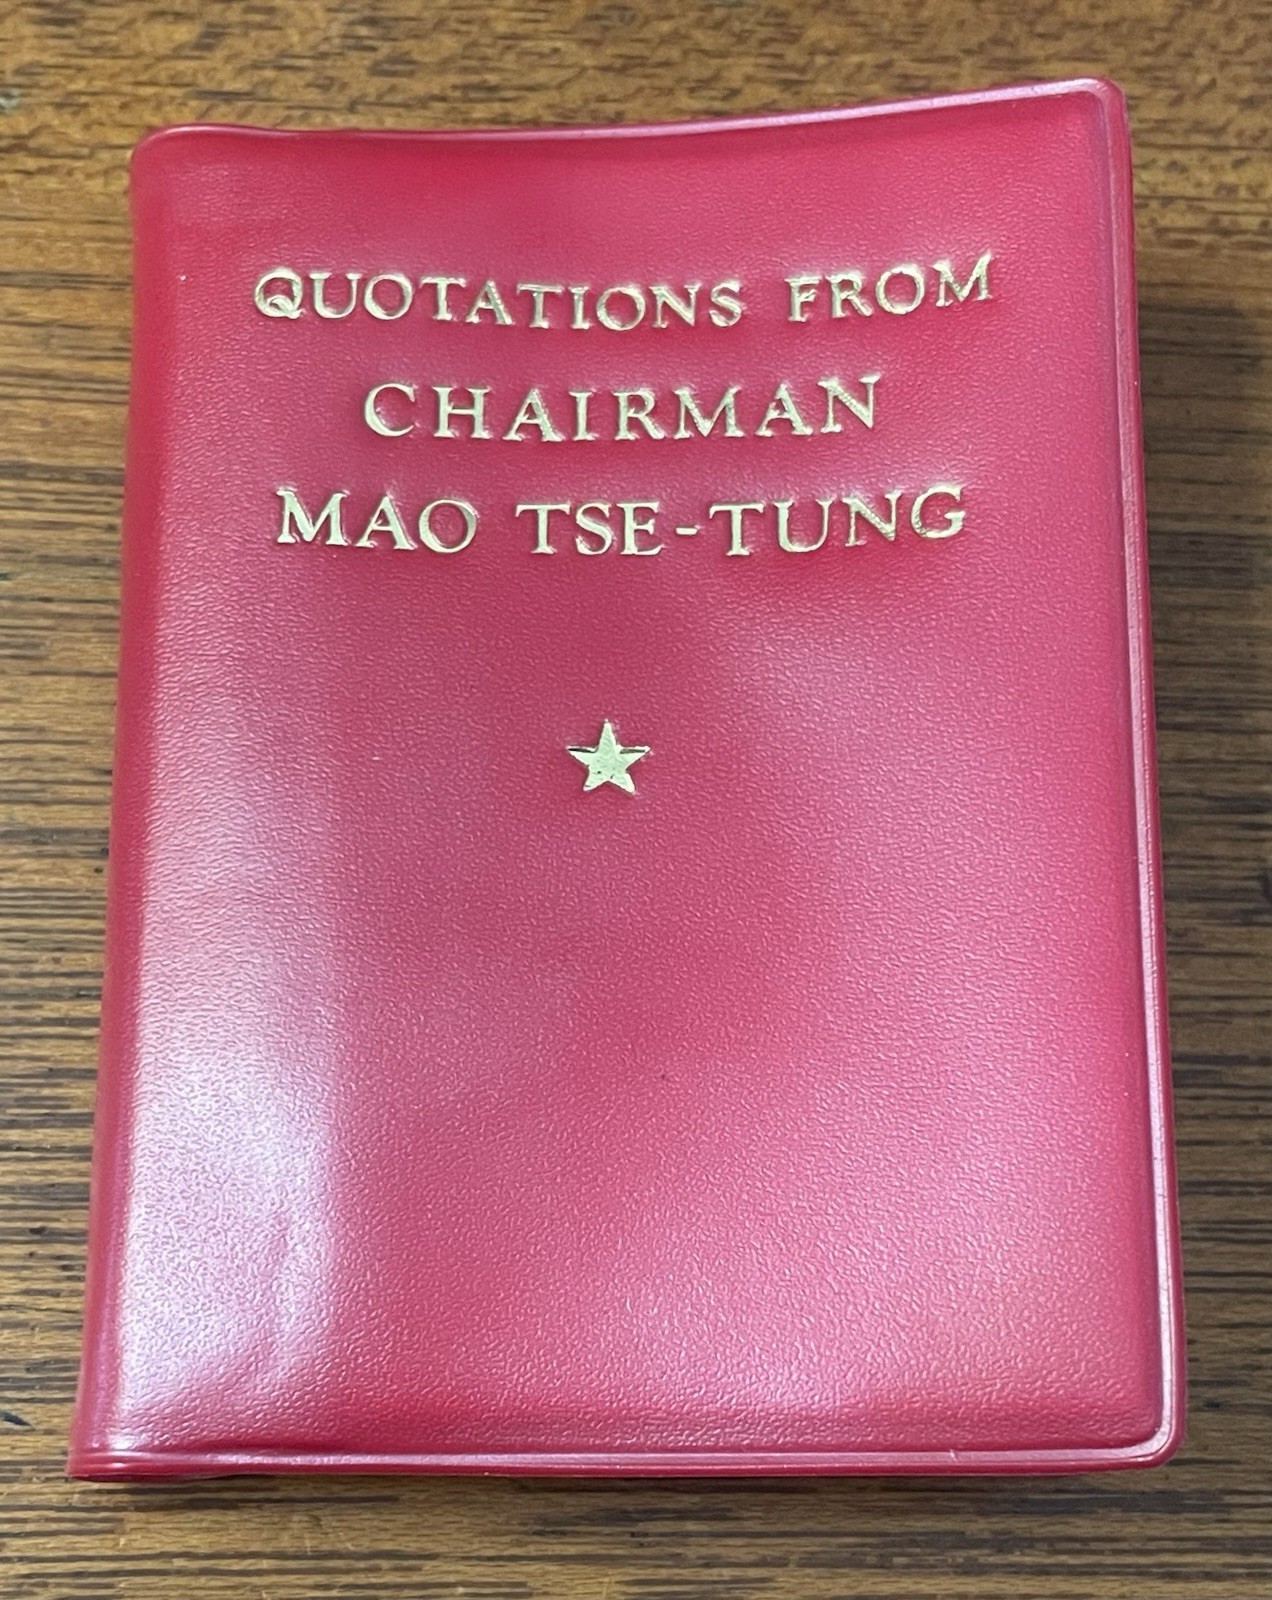 QUOTATIONS FROM
CHAIRMAN
MAO TSE-TUNG